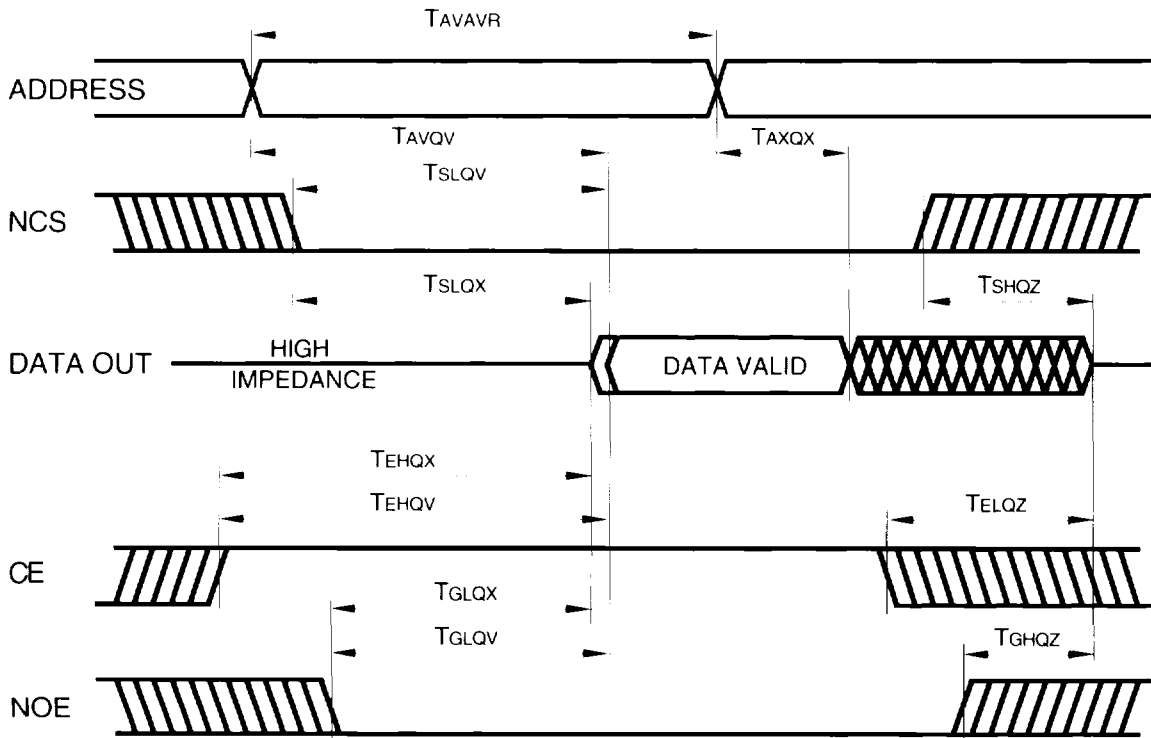 TAVAVR
ADDRESS
TAVQV
TAXQX
TSLQV
NCS
TSLQX
TSHQZ
DATA OUT
HIGH
IMPEDANCE
DATA VALID
TEHQX
TEHQV
TELQZ
CE
TGLQX
TGLQV
TGHQZ
NOE